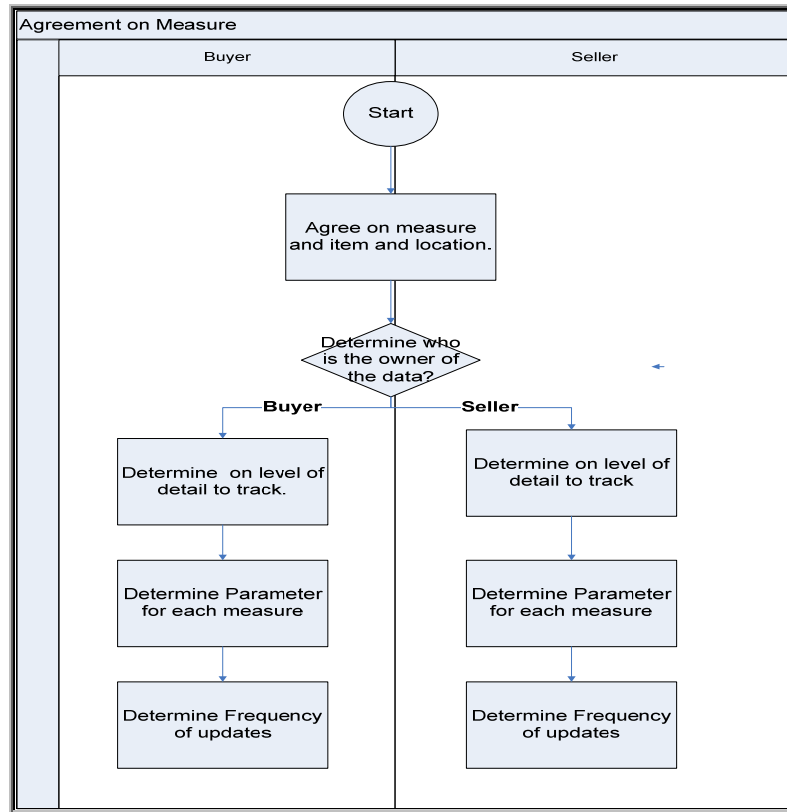 Agreement on Measure
Buyer
Seller
Start
Agree on measure
and item and location.
Determine who
is the owner of
the data?
Buyer
Seller
Determine  on level of
detail to track.
Determine on level of
detail to track
Determine Parameter
for each measure
Determine Parameter
for each measure
Determine Frequency
of updates
Determine Frequency
of updates